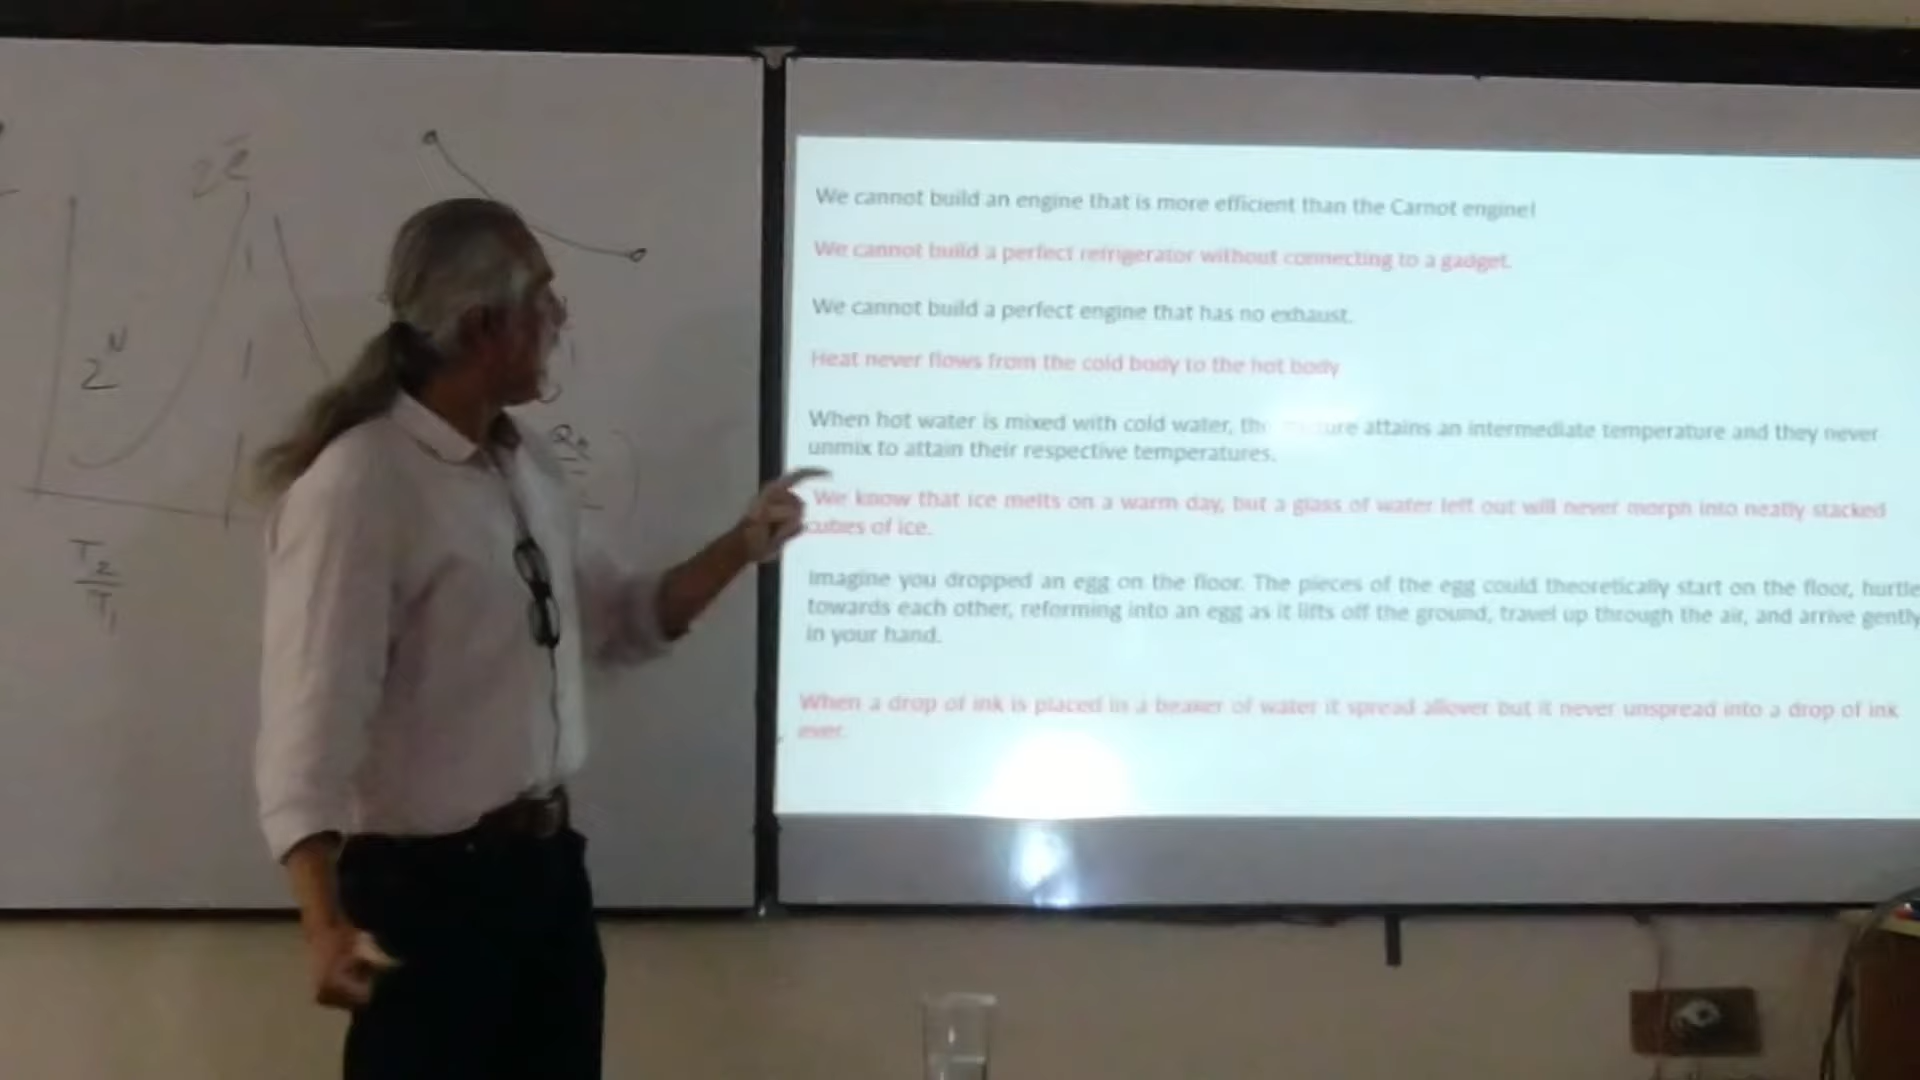 2^N
T2
T1
We cannot build an engine that is more efficient than the Carnot engine!
We cannot build a perfect refrigerator without connecting to a gadget.
We cannot build a perfect engine that has no exhaust.
Heat never flows from the cold body to the hot body
When hot water is mixed with cold water, attains an intermediate temperature and they never
unmix to attain their respective temperatures.
We know that ice melts on a warm day, but a glass of water left out will never morph into neatly stacked
cubes of ice.
Imagine you dropped an egg on the floor. The pieces of the egg could theoretically start on the floor, hurtle
towards each other, reforming into an egg as it lifts off the ground, travel up through the air, and arrive gently
in your hand.
When a drop of ink is placed in a beaker of water it spread allover but it never unspread into a drop of ink
ever.